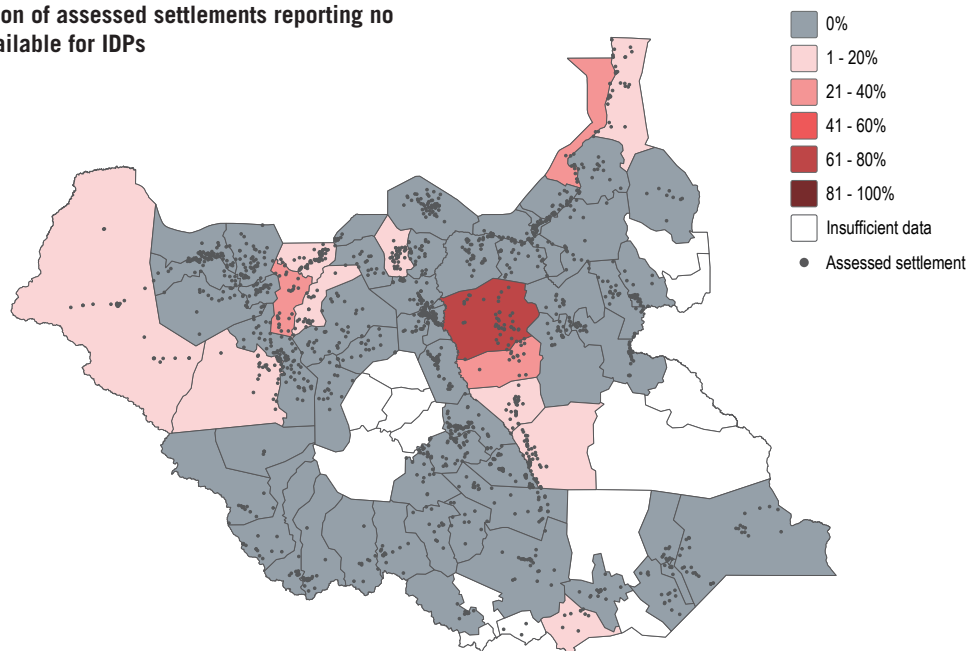 on of assessed settlements reporting no
ailable for IDPs
0%
1 - 20%
21 - 40%
41 - 60%
61 - 80%
81 - 100%
Insufficient data
Assessed settlement